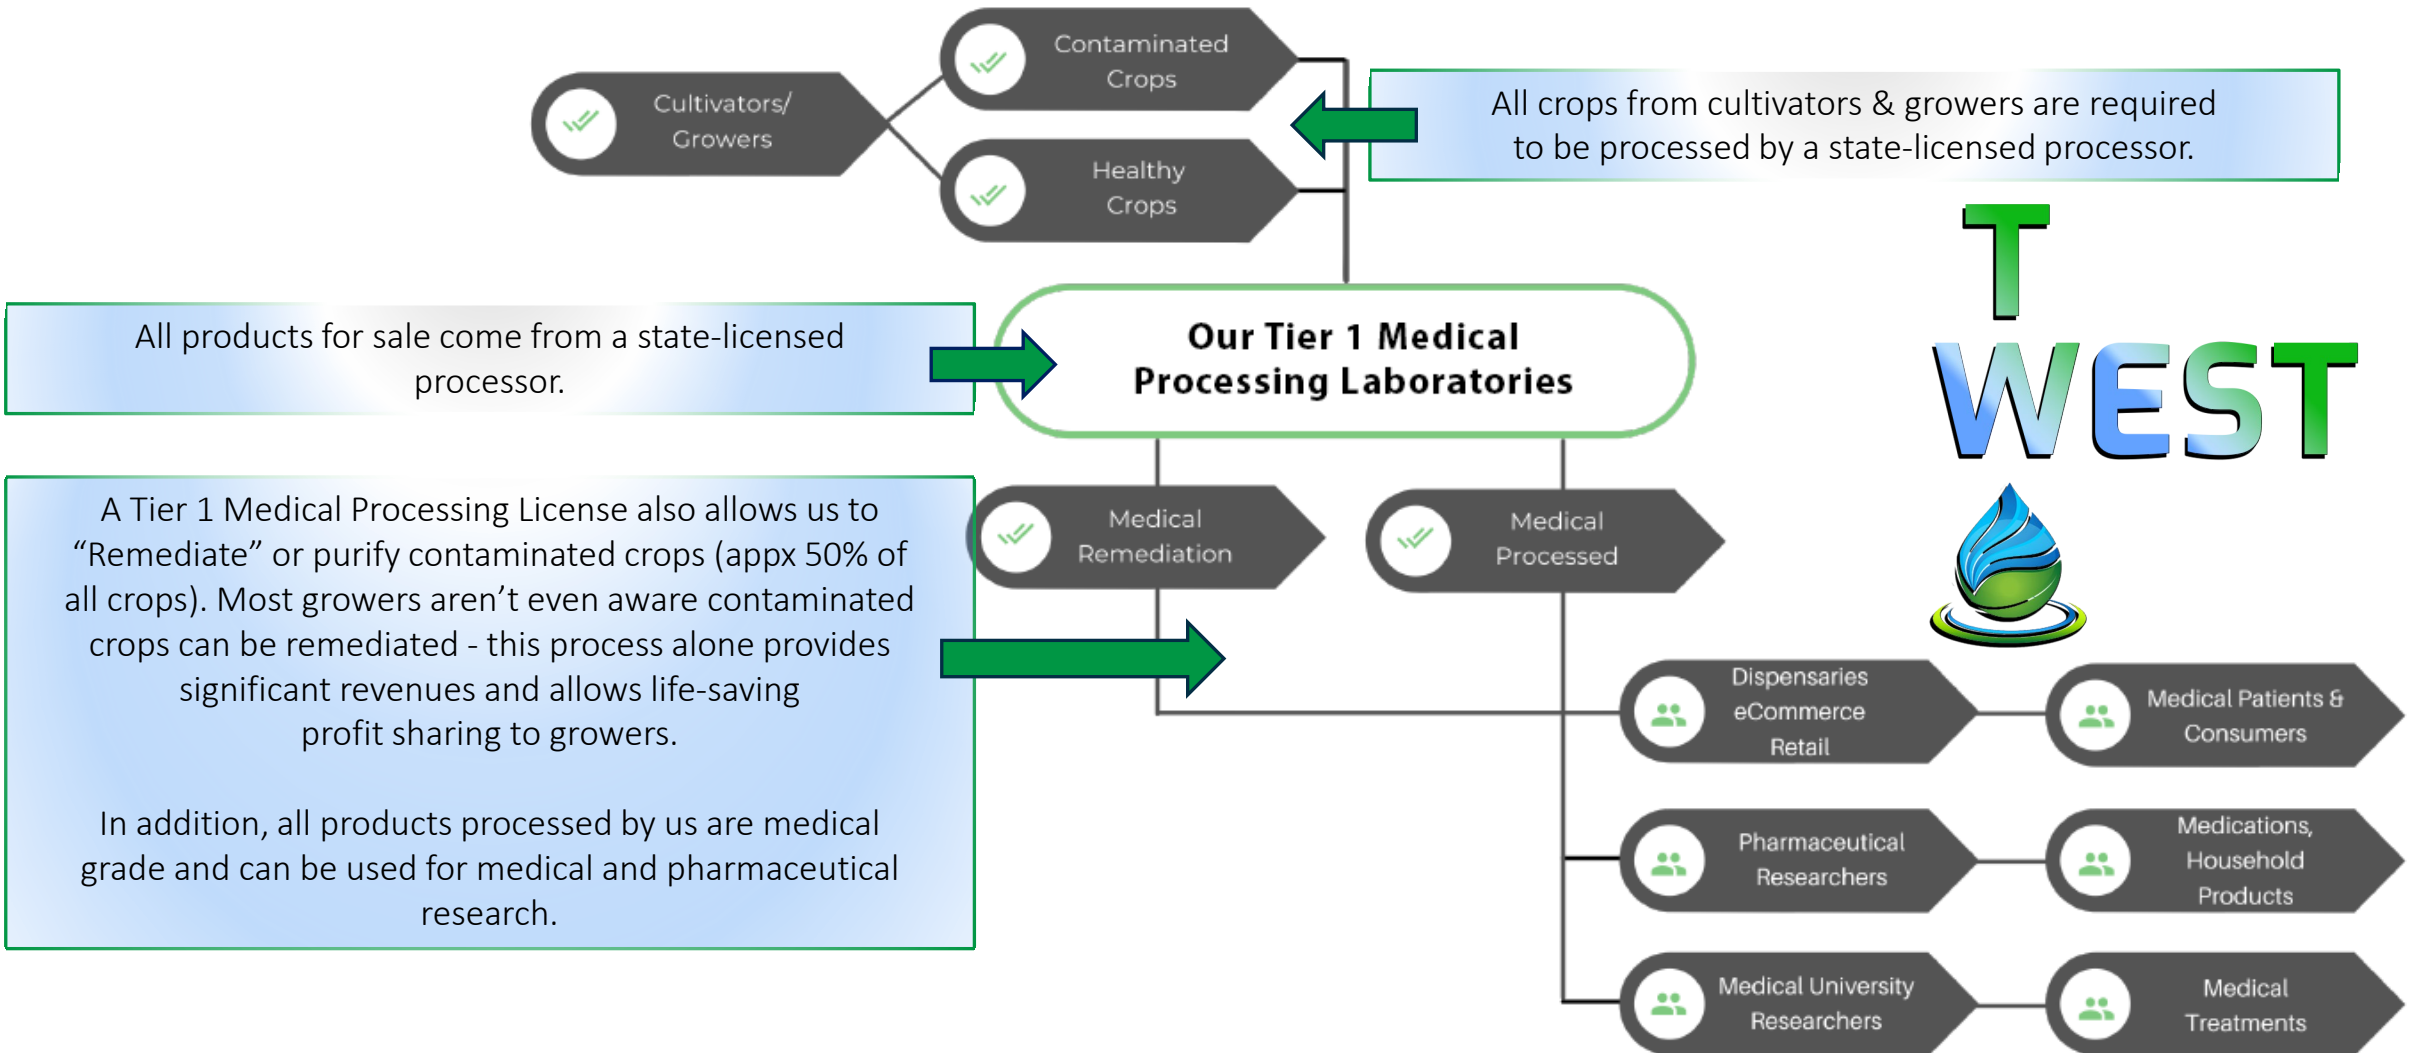 Contaminated
Crops
Cultivators/
Growers
Healthy
Crops
All crops from cultivators & growers are required
to be processed by a state-licensed processor.
T
WEST
All products for sale come from a state-licensed
processor.
Our Tier 1 Medical
Processing Laboratories
A Tier 1 Medical Processing License also allows us to
“Remediate” or purify contaminated crops (appx 50% of
all crops). Most growers aren’t even aware contaminated
crops can be remediated - this process alone provides
significant revenues and allows life-saving
profit sharing to growers.
In addition, all products processed by us are medical
grade and can be used for medical and pharmaceutical
research.
Medical
Remediation
Medical
Processed
Dispensaries
eCommerce
Retail
Medical Patients &
Consumers
Pharmaceutical
Researchers
Medications,
Household
Products
Medical University
Researchers
Medical
Treatments